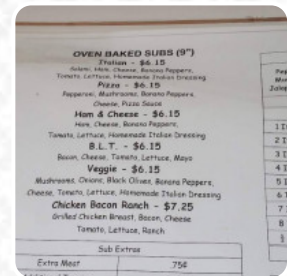 OVEN BAKED SUBS (9")
Italian - $6.15
Salami, Ham, Cheese, Banana Peppers,
Tomato, Lettuce, Homemade Italian Dressing
Pizza - $6.15
Pepperoni, Mushrooms, Banana Peppers,
Cheese, Pizza Sauce
Ham & Cheese - $6.15
Ham, Cheese, Banana Peppers,
Tomato, Lettuce, Homemade Italian Dressing
B.L.T. - $6.15
Bacon, Cheese, Tomato, Lettuce, Mayo
Veggie - $6.15
Mushrooms, Onions, Black Olives, Banana Peppers,
Cheese, Tomato, Lettuce, Homemade Italian Dressing
Chicken Bacon Ranch - $7.25
Grilled Chicken Breast, Bacon, Cheese
Tomato, Lettuce, Ranch
Sub Extras
Extra Meat 75¢